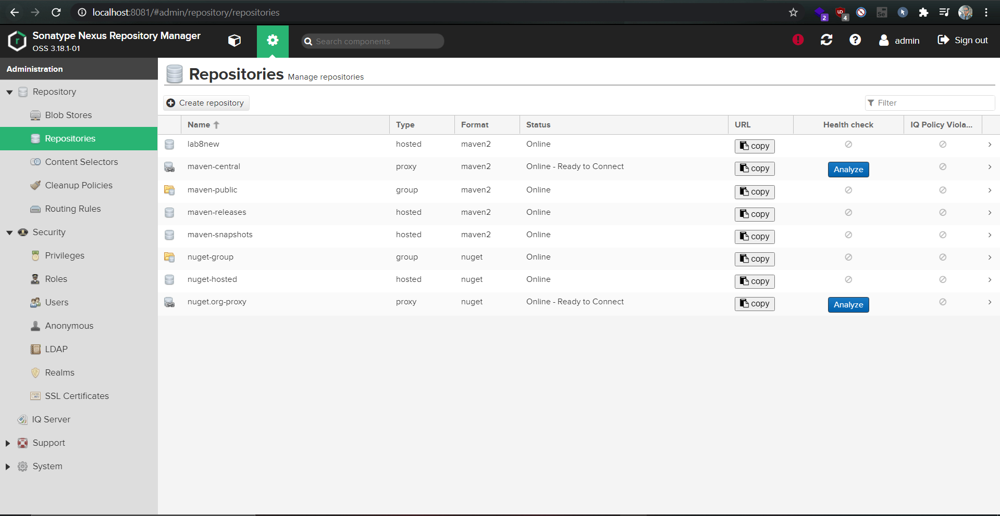 localhost:8081/#admin/repository/repositories
2
4
Sonatype Nexus Repository Manager
OSS 3.18.1-01
Search components
admin
Sign out
Administration
Repository
Blob Stores
Repositories
Content Selectors
Cleanup Policies
Routing Rules
Security
Privileges
Roles
Users
Anonymous
LDAP
Realms
SSL Certificates
IQ Server
Support
System
Repositories Manage repositories
Create repository
Filter
Name Type Format Status URL Health check IQ Policy Viola...
lab8new hosted maven2 Online copy
maven-central proxy maven2 Online - Ready to Connect copy Analyze
maven-public group maven2 Online copy
maven-releases hosted maven2 Online copy
maven-snapshots hosted maven2 Online copy
nuget-group group nuget Online copy
nuget-hosted hosted nuget Online copy
nuget.org-proxy proxy nuget Online - Ready to Connect copy Analyze